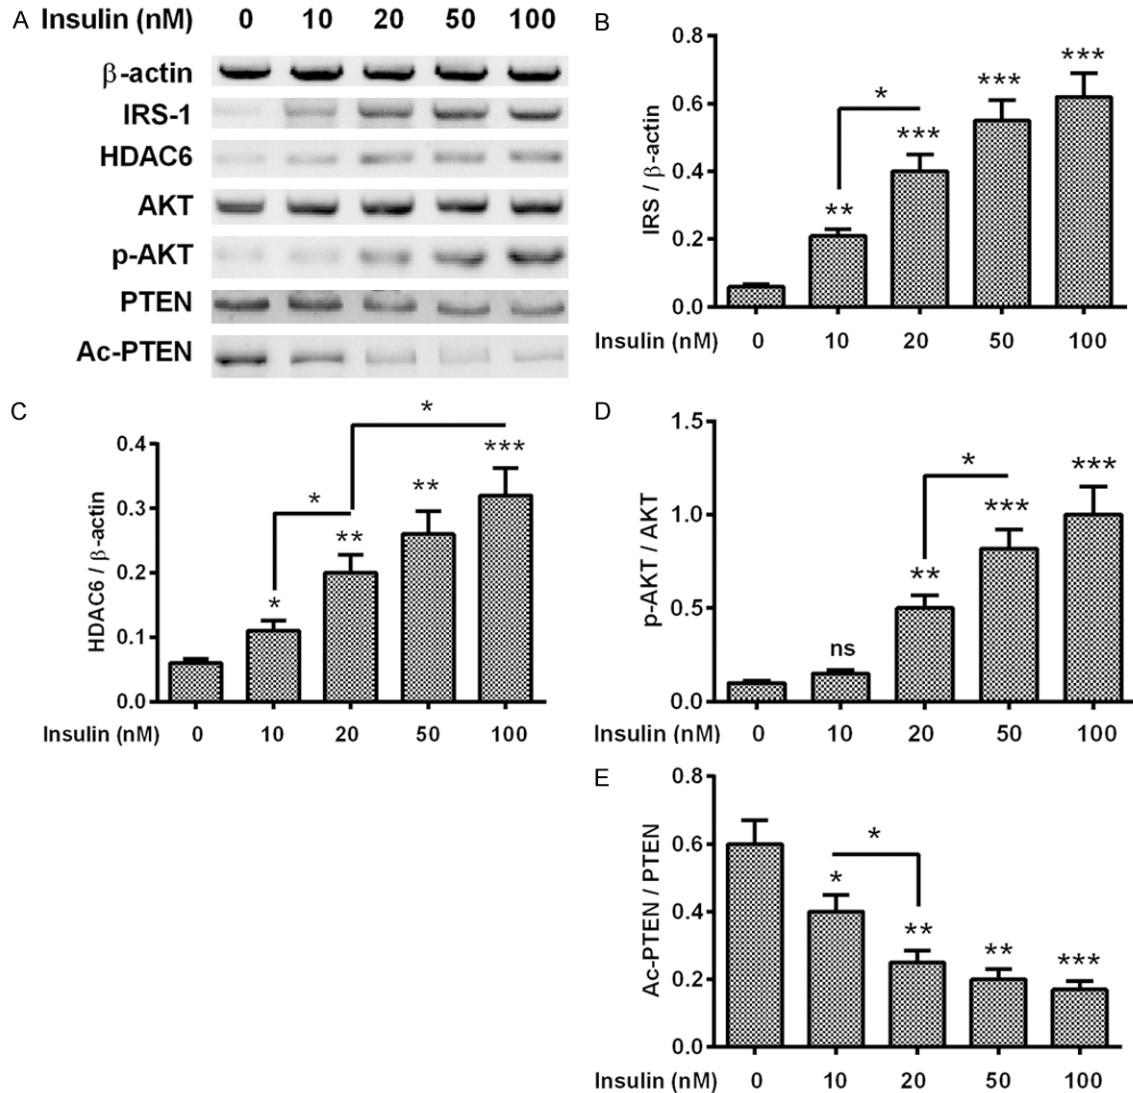 A Insulin (nM) 0 10 20 50 100
β-actin
IRS-1
HDAC6
AKT
p-AKT
PTEN
Ac-PTEN
B
IRS / β-actin
0.8
0.6
0.4
0.2
0.0
*
** *** *** ***
Insulin (nM) 0 10 20 50 100
C
HDAC6 / β-actin
0.4
0.3
0.2
0.1
0.0
*
*
* ** ** ***
Insulin (nM) 0 10 20 50 100
D
p-AKT / AKT
1.5
1.0
0.5
0.0
*
ns ** *** ***
Insulin (nM) 0 10 20 50 100
E
Ac-PTEN / PTEN
0.8
0.6
0.4
0.2
0.0
*
* ** ** ***
Insulin (nM) 0 10 20 50 100